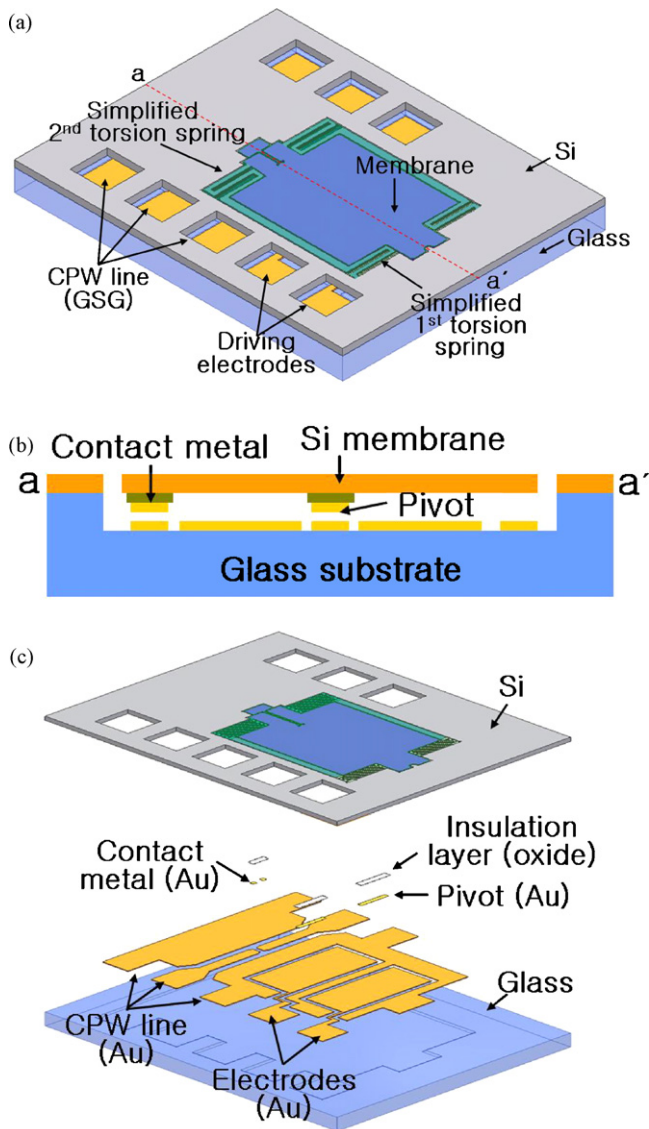 (a)
a
Simplified
2nd torsion spring
Membrane
Si
Glass
CPW line
(GSG)
a´
Simplified
1st torsion
spring
Driving
electrodes
(b)
Contact metal
Si membrane
a
a´
Pivot
Glass substrate
(c)
Si
Contact
metal (Au)
Insulation
layer (oxide)
Pivot (Au)
Glass
CPW line
(Au)
Electrodes
(Au)